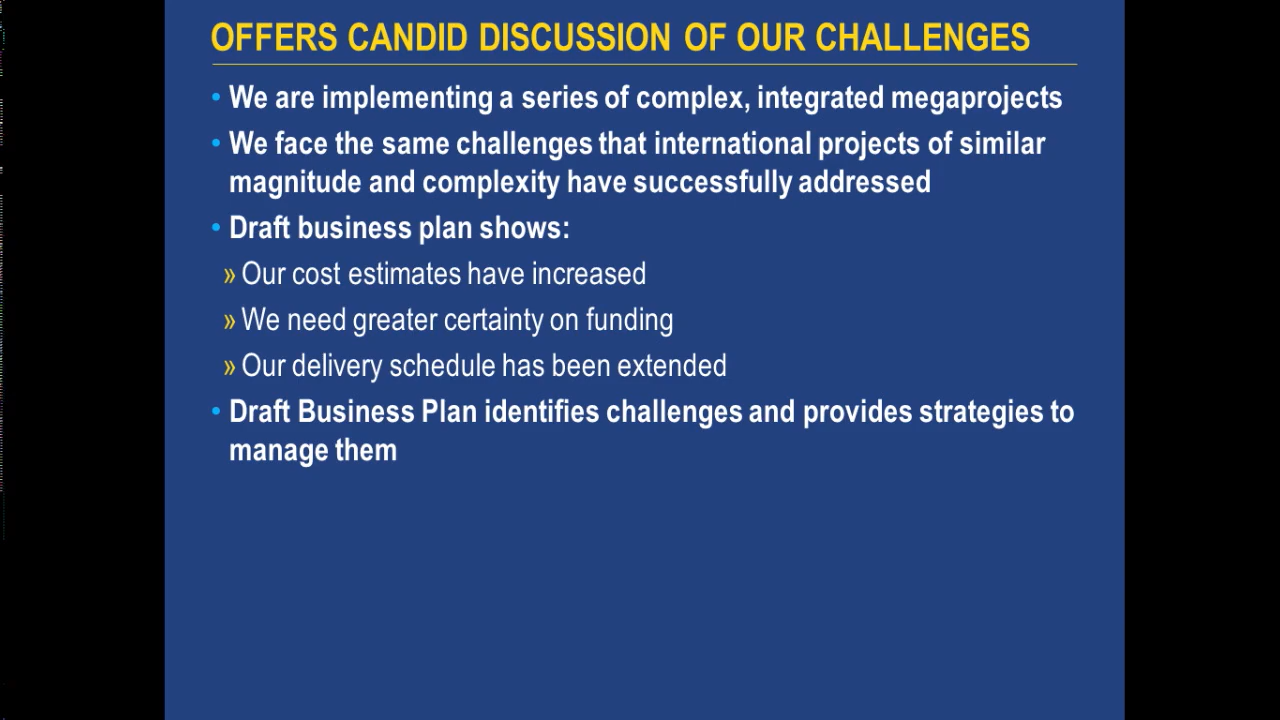 OFFERS CANDID DISCUSSION OF OUR CHALLENGES
• We are implementing a series of complex, integrated megaprojects
• We face the same challenges that international projects of similar
magnitude and complexity have successfully addressed
• Draft business plan shows:
» Our cost estimates have increased
» We need greater certainty on funding
» Our delivery schedule has been extended
• Draft Business Plan identifies challenges and provides strategies to
manage them